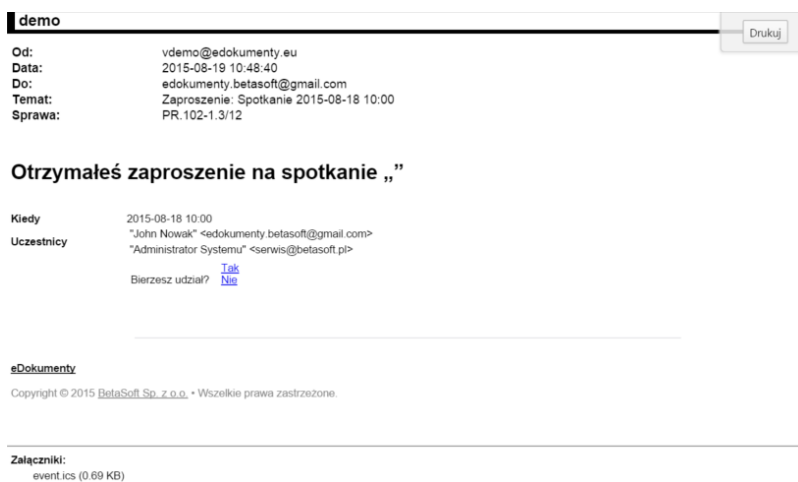 demo
Drukuj
Od: vdemo@edokumenty.eu
Data: 2015-08-19 10:48:40
Do: edokumenty.betasoft@gmail.com
Temat: Zaproszenie: Spotkanie 2015-08-18 10:00
Sprawa: PR.102-1.3/12
Otrzymałeś zaproszenie na spotkanie „”
Kiedy 2015-08-18 10:00
Uczestnicy "John Nowak" <edokumenty.betasoft@gmail.com>
"Administrator Systemu" <serwis@betasoft.pl>
Bierzesz udział? Tak
Nie
eDokumenty
Copyright © 2015 BetaSoft Sp. z o.o. • Wszelkie prawa zastrzeżone.
Załączniki:
event.ics (0.69 KB)